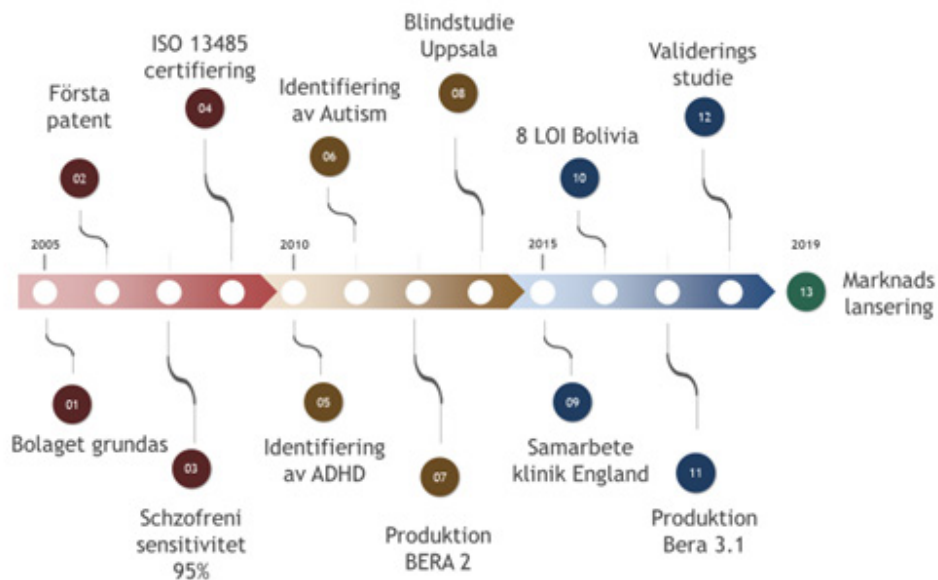 Blindstudie
Uppsala
ISO 13485
certifiering
Validerings
studie
Identifiering
av Autism
Första
patent
8 LOI Bolivia
04
08
12
06
02
10
2005
2010
2015
2019
13
Marknads
lansering
01
05
09
Bolaget grundas
Identifiering
av ADHD
Samarbete
klinik England
03
07
11
Schzofreni
sensitivitet
95%
Produktion
BERA 2
Produktion
Bera 3.1